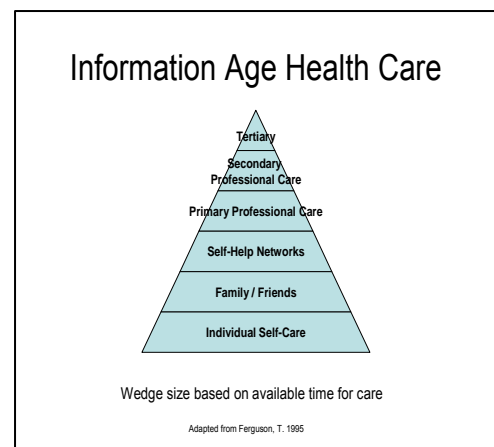 Information Age Health Care
Tertiary
Secondary
Professional Care
Primary Professional Care
Self-Help Networks
Family / Friends
Individual Self-Care
Wedge size based on available time for care
Adapted from Ferguson, T. 1995